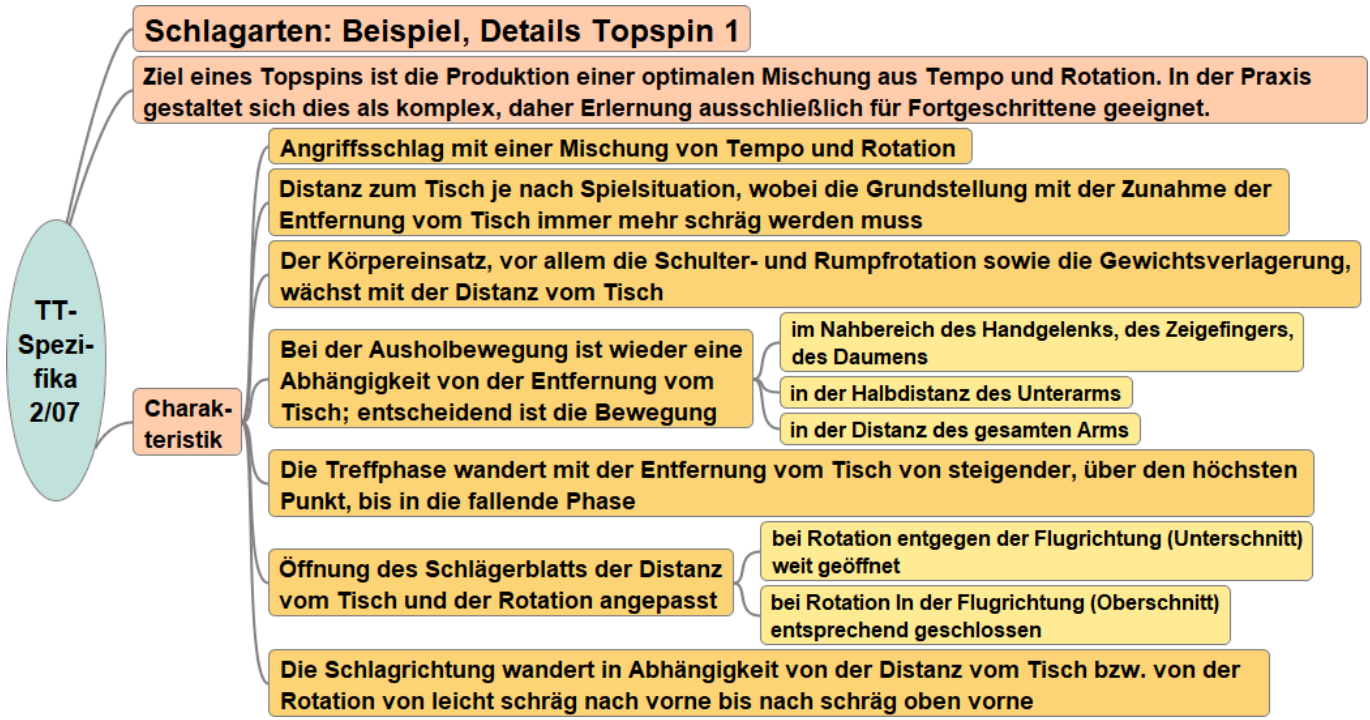 TT-
Spezi-
fika
2/07
Schlagarten: Beispiel, Details Topspin 1
Ziel eines Topspins ist die Produktion einer optimalen Mischung aus Tempo und Rotation. In der Praxis
gestaltet sich dies als komplex, daher Erlernung ausschließlich für Fortgeschrittene geeignet.
Charak-
teristik
Angriffsschlag mit einer Mischung von Tempo und Rotation
Distanz zum Tisch je nach Spielsituation, wobei die Grundstellung mit der Zunahme der
Entfernung vom Tisch immer mehr schräg werden muss
Der Körpereinsatz, vor allem die Schulter- und Rumpfrotation sowie die Gewichtsverlagerung,
wächst mit der Distanz vom Tisch
Bei der Ausholbewegung ist wieder eine
Abhängigkeit von der Entfernung vom
Tisch; entscheidend ist die Bewegung
im Nahbereich des Handgelenks, des Zeigefingers,
des Daumens
in der Halbdistanz des Unterarms
in der Distanz des gesamten Arms
Die Treffphase wandert mit der Entfernung vom Tisch von steigender, über den höchsten
Punkt, bis in die fallende Phase
Öffnung des Schlägerblatts der Distanz
vom Tisch und der Rotation angepasst
bei Rotation entgegen der Flugrichtung (Unterschnitt)
weit geöffnet
bei Rotation In der Flugrichtung (Oberschnitt)
entsprechend geschlossen
Die Schlagrichtung wandert in Abhängigkeit von der Distanz vom Tisch bzw. von der
Rotation von leicht schräg nach vorne bis nach schräg oben vorne